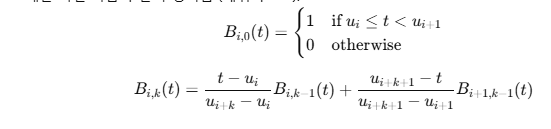 B_{i,0}(t) = \begin{cases} 1 & \text{if } u_i \leq t < u_{i+1} \\ 0 & \text{otherwise} \end{cases}
B_{i,k}(t) = \frac{t - u_i}{u_{i+k} - u_i} B_{i,k-1}(t) + \frac{u_{i+k+1} - t}{u_{i+k+1} - u_{i+1}} B_{i+1,k-1}(t)